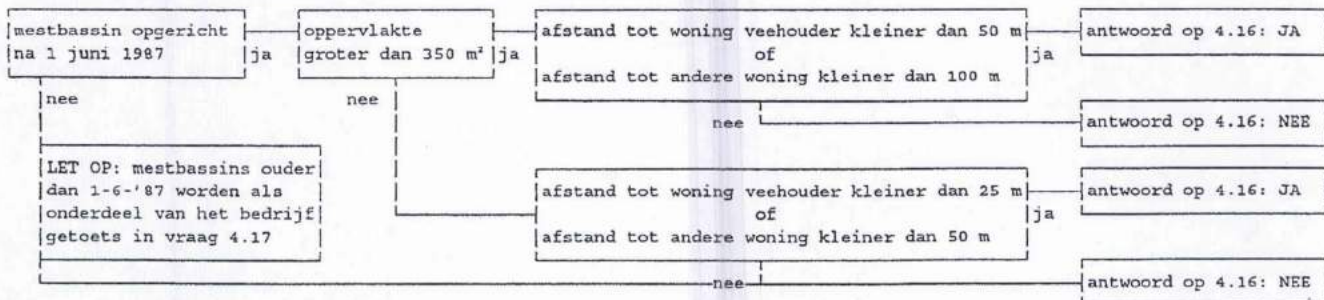 mestbassin opgericht
na 1 juni 1987
ja
oppervlakte
groter dan 350 m²
ja
afstand tot woning veehouder kleiner dan 50 m
of
afstand tot andere woning kleiner dan 100 m
ja
antwoord op 4.16: JA
nee
nee
nee
antwoord op 4.16: NEE
LET OP: mestbassins ouder
dan 1-6-'87 worden als
onderdeel van het bedrijf
getoets in vraag 4.17
afstand tot woning veehouder kleiner dan 25 m
of
afstand tot andere woning kleiner dan 50 m
ja
antwoord op 4.16: JA
nee
antwoord op 4.16: NEE